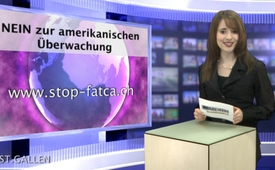 NEIN zur amerikanischen
Überwachung
www.stop-fatca.ch
ST. GALLEN